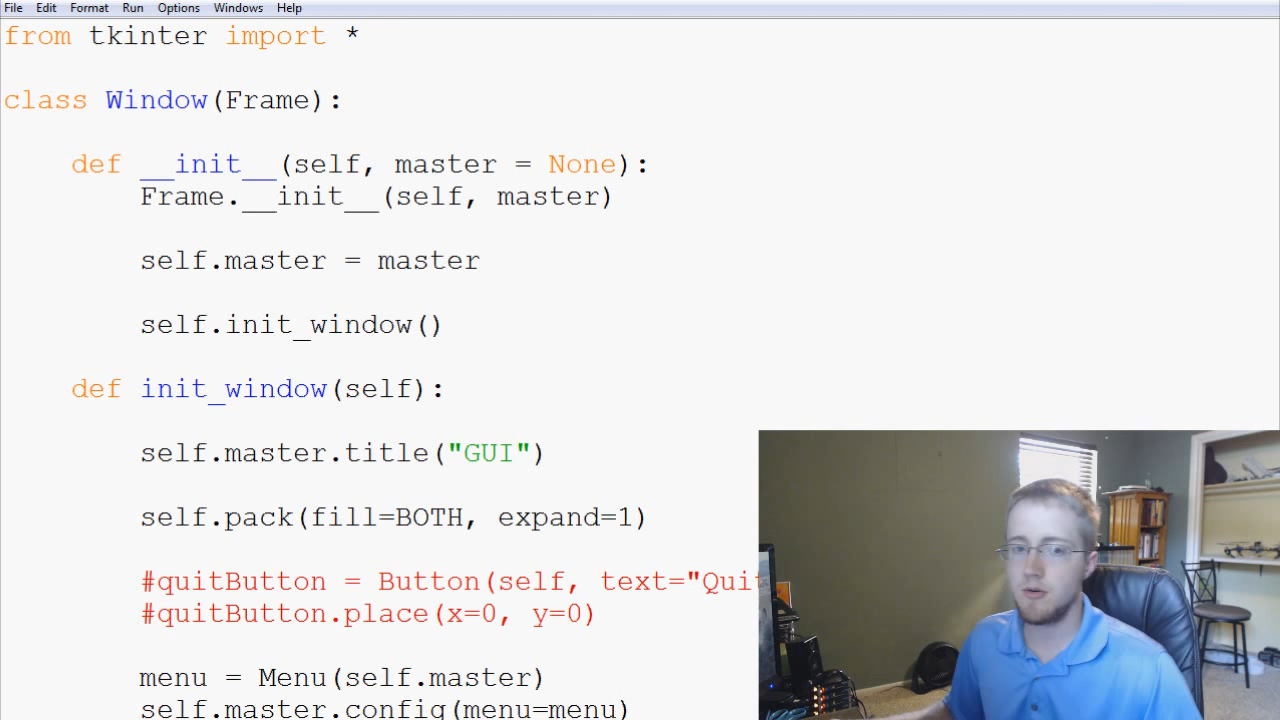 File Edit Format Run Options Windows Help
from tkinter import *
class Window(Frame):
def __init__(self, master = None):
Frame.__init__(self, master)
self.master = master
self.init_window()
def init_window(self):
self.master.title("GUI")
self.pack(fill=BOTH, expand=1)
#quitButton = Button(self, text="Quit
#quitButton.place(x=0, y=0)
menu = Menu(self.master)
self.master.config(menu=menu)